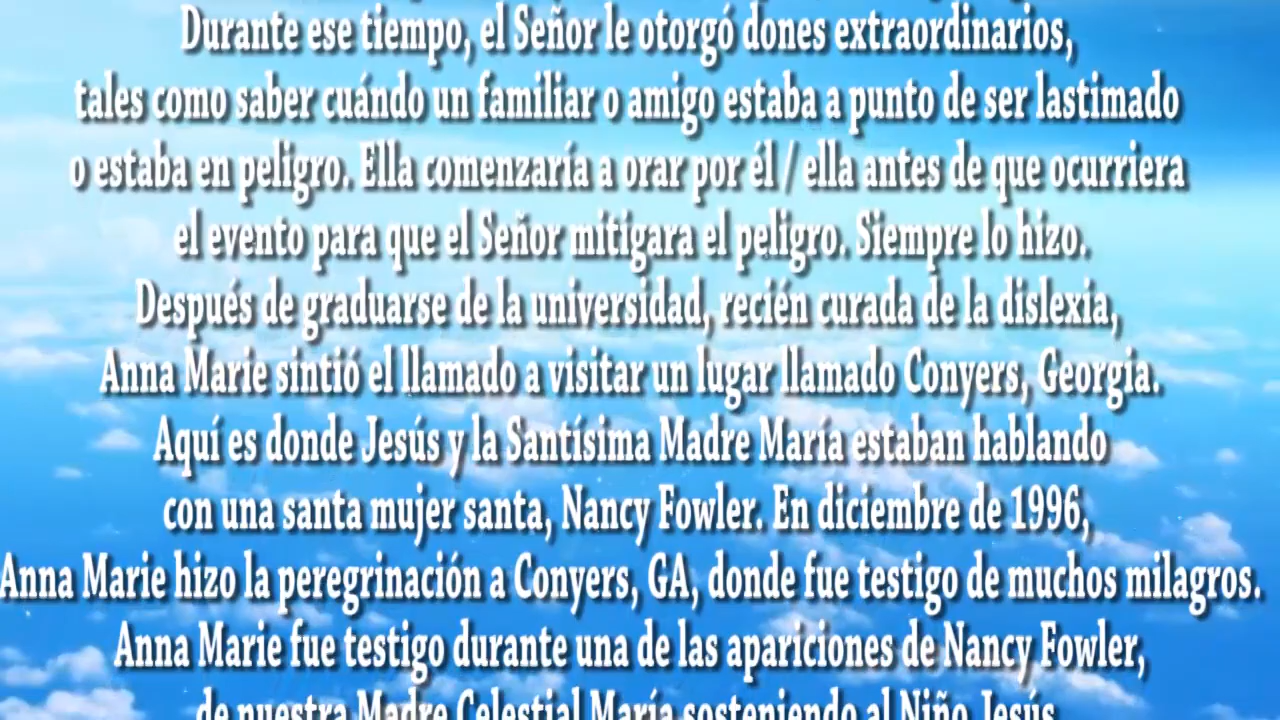 Durante ese tiempo, el Señor le otorgó dones extraordinarios,
tales como saber cuándo un familiar o amigo estaba a punto de ser lastimado
o estaba en peligro. Ella comenzaría a orar por él / ella antes de que ocurriera
el evento para que el Señor mitigara el peligro. Siempre lo hizo.
Después de graduarse de la universidad, recién curada de la dislexia,
Anna Marie sintió el llamado a visitar un lugar llamado Conyers, Georgia.
Aquí es donde Jesús y la Santísima Madre María estaban hablando
con una santa mujer santa, Nancy Fowler. En diciembre de 1996,
Anna Marie hizo la peregrinación a Conyers, GA, donde fue testigo de muchos milagros.
Anna Marie fue testigo durante una de las apariciones de Nancy Fowler,
de nuestra Madre Celestial María sosteniendo al Niño Jesús